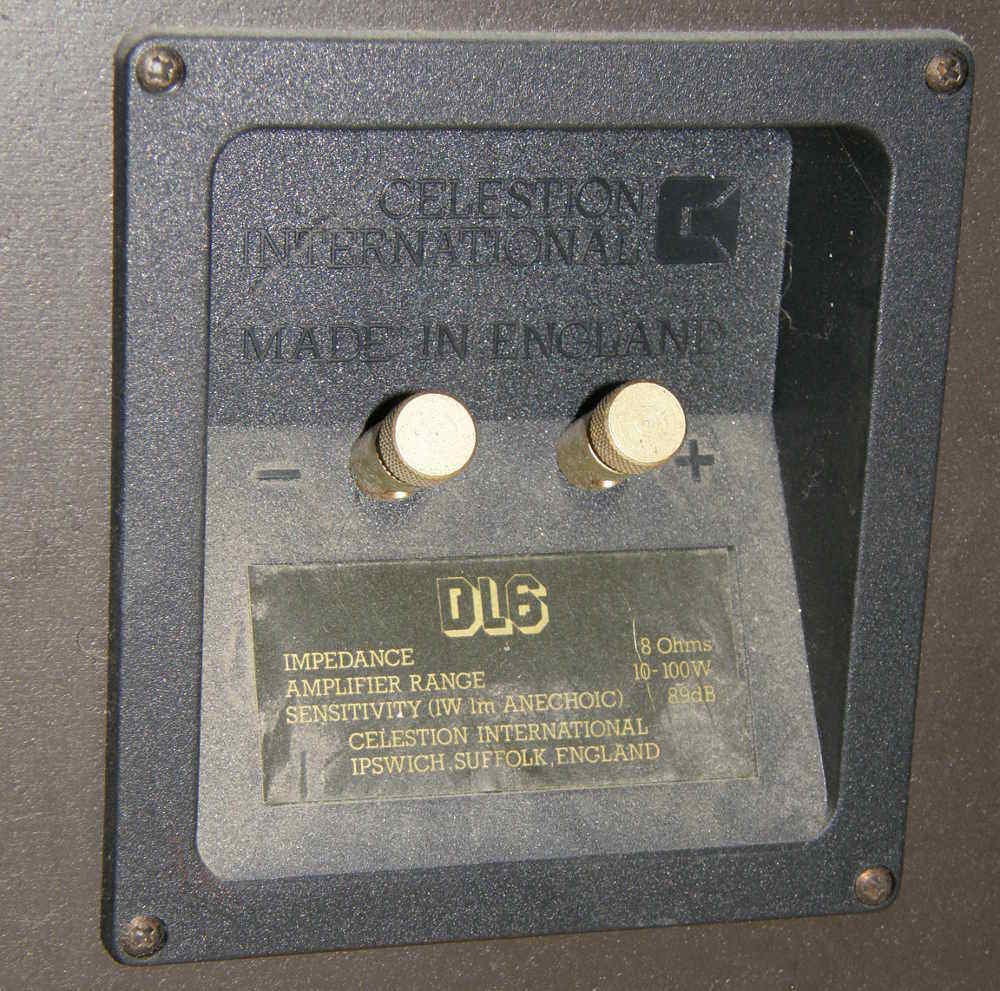 CELESTION
INTERNATIONAL
MADE IN ENGLAND
- +
DL6
IMPEDANCE 8 Ohms
AMPLIFIER RANGE 10-100W
SENSITIVITY (1W 1m ANECHOIC) 89dB
CELESTION INTERNATIONAL
IPSWICH, SUFFOLK, ENGLAND